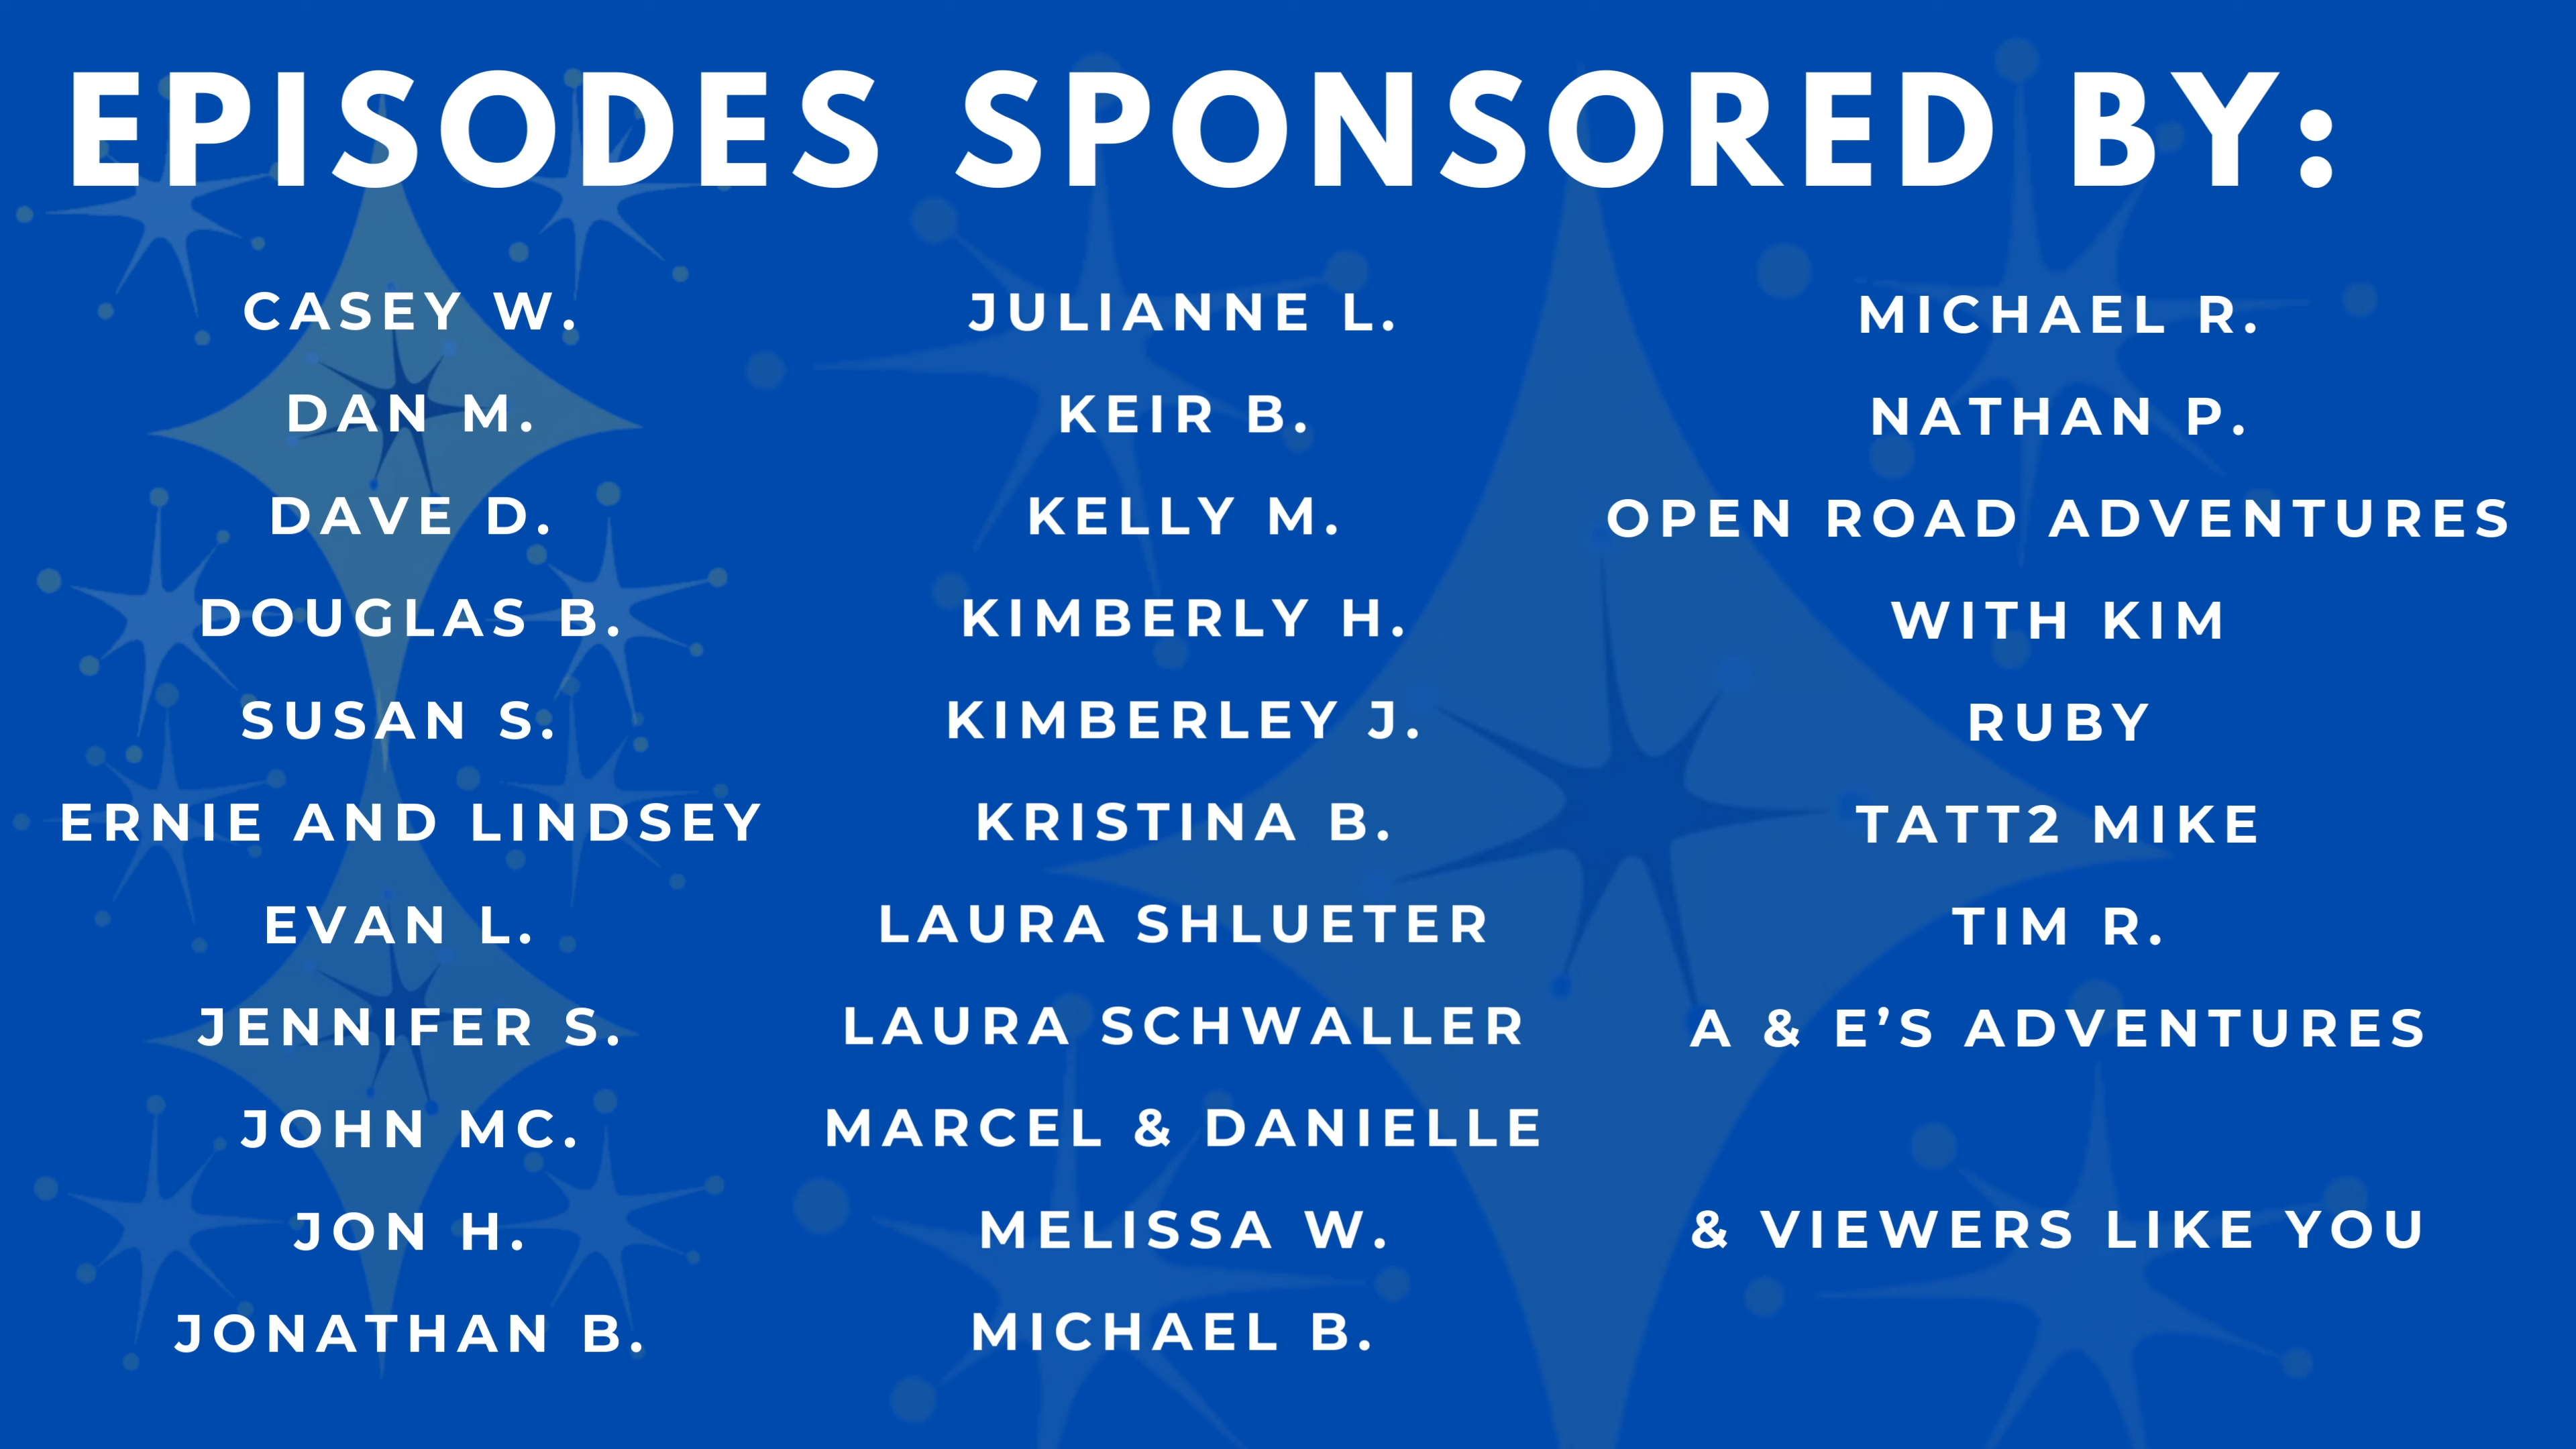 EPISODES SPONSORED BY:
CASEY W.
DAN M.
DAVE D.
DOUGLAS B.
SUSAN S.
ERNIE AND LINDSEY
EVAN L.
JENNIFER S.
JOHN MC.
JON H.
JONATHAN B.
JULIANNE L.
KEIR B.
KELLY M.
KIMBERLY H.
KIMBERLEY J.
KRISTINA B.
LAURA SHLUETER
LAURA SCHWALLER
MARCEL & DANIELLE
MELISSA W.
MICHAEL B.
MICHAEL R.
NATHAN P.
OPEN ROAD ADVENTURES
WITH KIM
RUBY
TATT2 MIKE
TIM R.
A & E’S ADVENTURES
& VIEWERS LIKE YOU